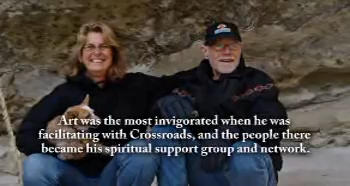 Art was the most invigorated when he was
facilitating with Crossroads, and the people there
became his spiritual support group and network.